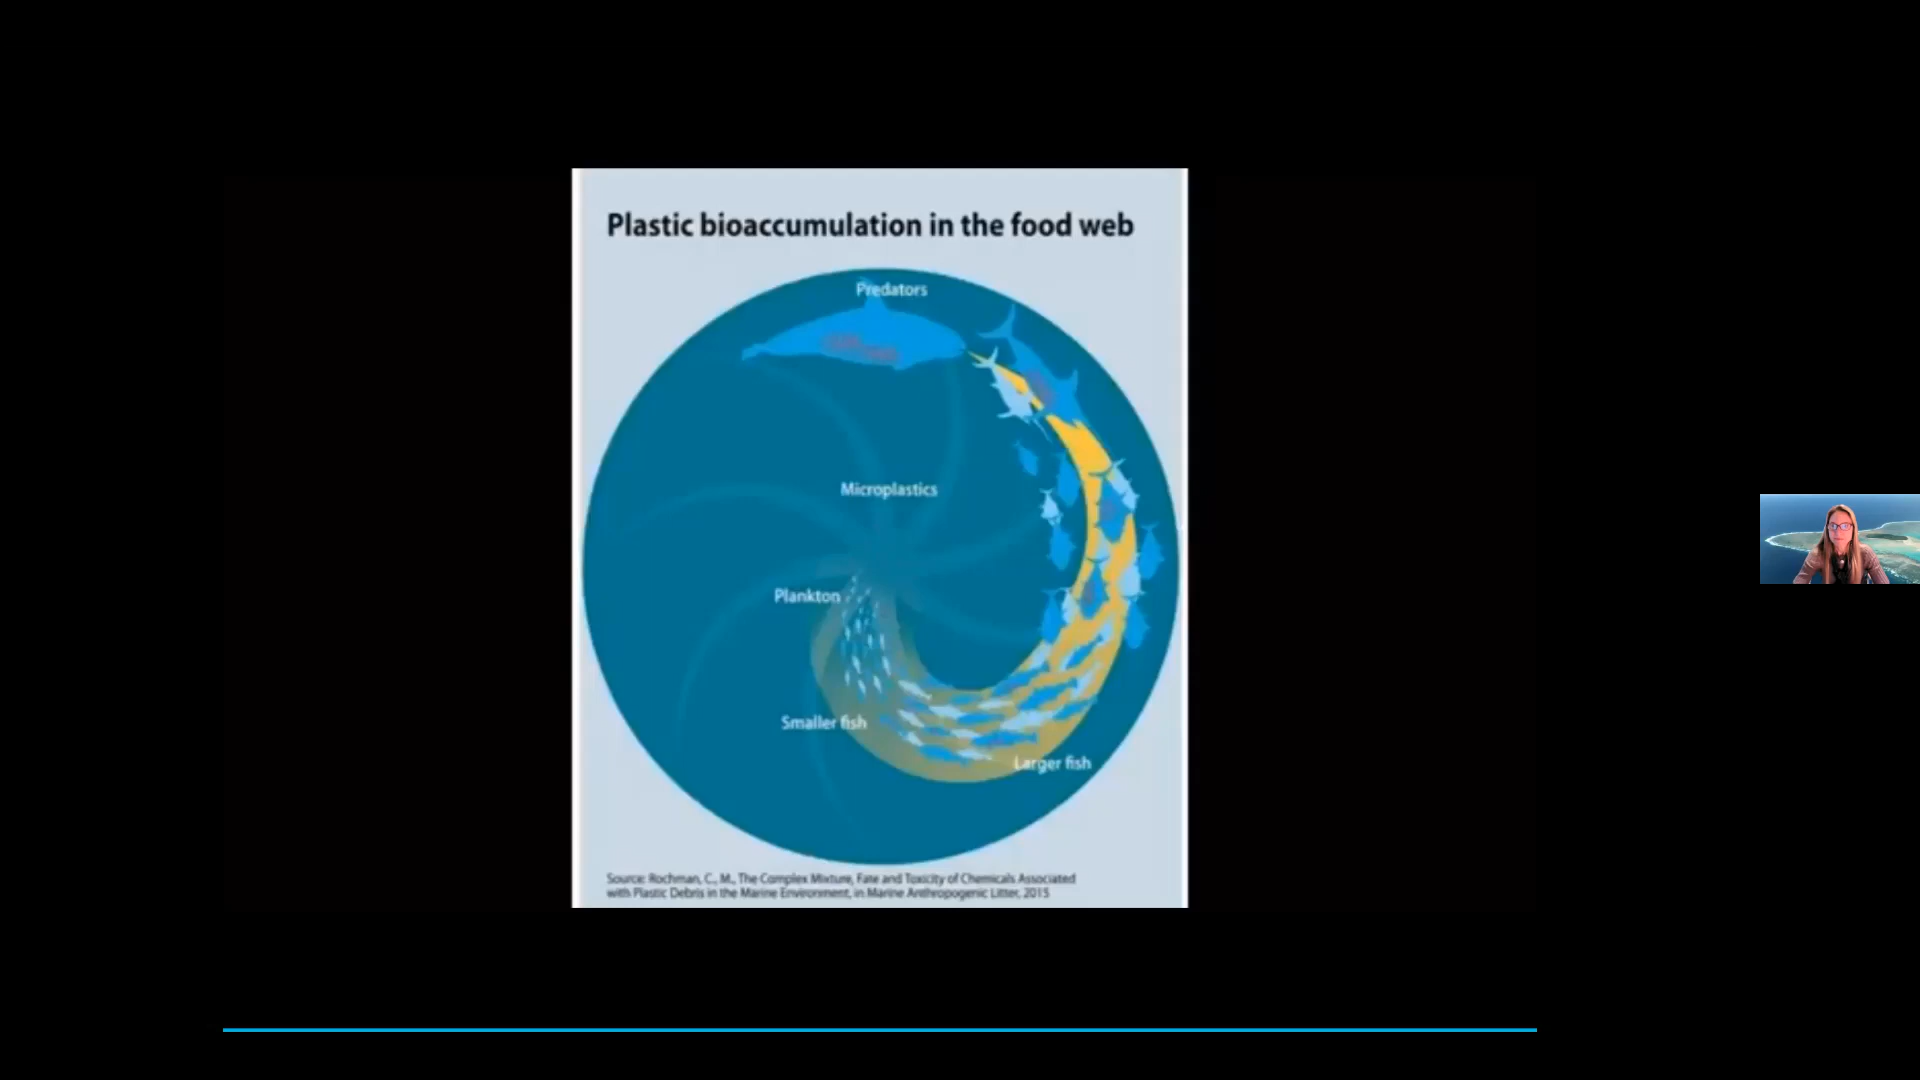 Plastic bioaccumulation in the food web
Predators
Microplastics
Plankton
Smaller fish
Larger fish
Source: Rochman, C., M., The Complex Mixture, Fate and Toxicity of Chemicals Associated
with Plastic Debris in the Marine Environment, in Marine Anthropogenic Litter, 2015